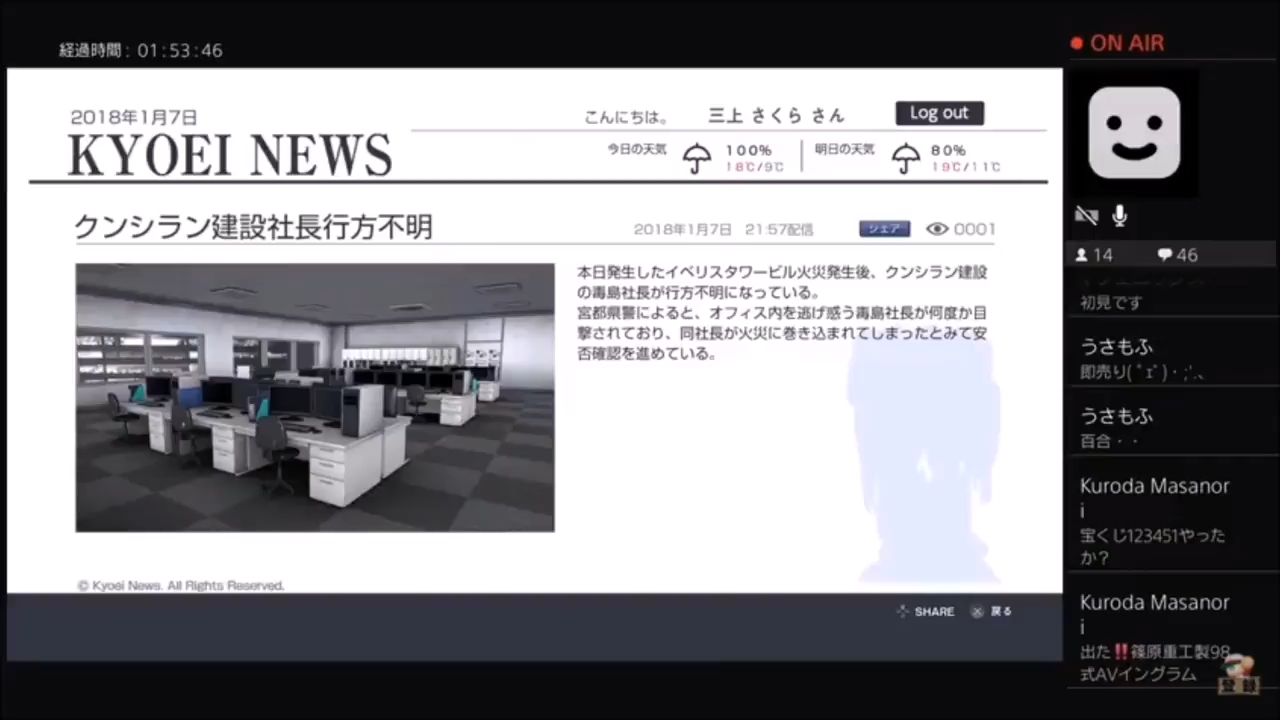 経過時間: 01:53:46
ON AIR
2018年1月7日
こんにちは。 三上 さくら さん Log out
KYOEI NEWS
今日の天気 100% 18℃/9℃ 明日の天気 80% 19℃/11℃
クンシラン建設社長行方不明
2018年1月7日 21:57配信 シェア 0001
本日発生したイベリスタワービル火災発生後、クンシラン建設
の毒島社長が行方不明になっている。
宮都県警によると、オフィス内を逃げ惑う毒島社長が何度か目
撃されており、同社長が火災に巻き込まれてしまったとみて安
否確認を進めている。
© Kyoei News. All Rights Reserved.
SHARE 戻る
14 46
初見です
うさもふ
即売り( ﾟｪﾟ)・;'.、
うさもふ
百合・・
Kuroda Masanor
i
宝くじ123451やった
か？
Kuroda Masanor
i
出た‼️篠原重工製98
式AVイングラム
登録